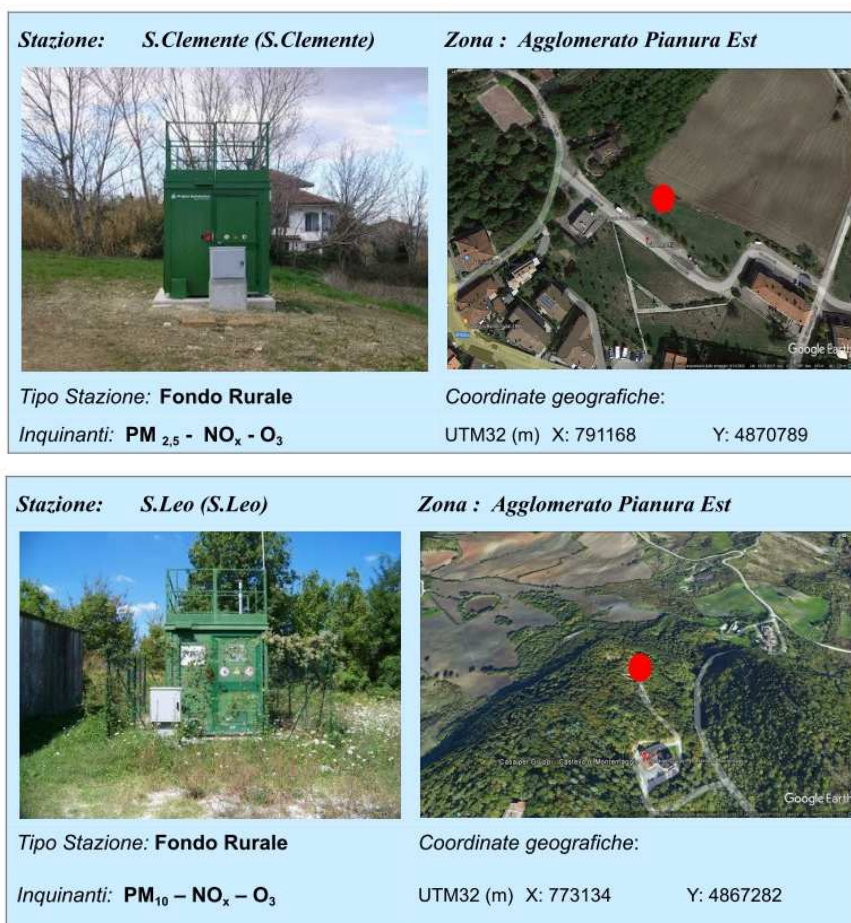 Stazione: S.Clemente (S.Clemente) Zona : Agglomerato Pianura Est
Google Earth
Tipo Stazione: Fondo Rurale Coordinate geografiche:
Inquinanti: PM 2,5 - NOx - O3 UTM32 (m) X: 791168 Y: 4870789
Stazione: S.Leo (S.Leo) Zona : Agglomerato Pianura Est
Google Earth
Tipo Stazione: Fondo Rurale Coordinate geografiche:
Inquinanti: PM10 – NOx – O3 UTM32 (m) X: 773134 Y: 4867282